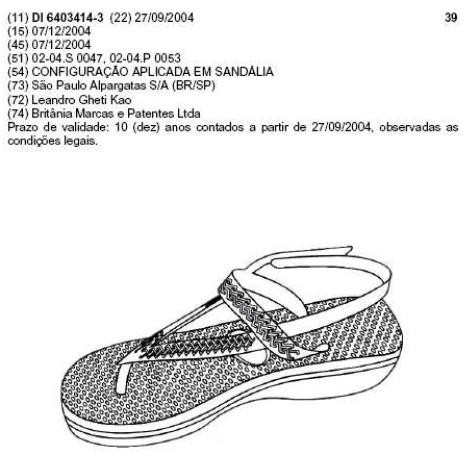 (11) DI 6403414-3 (22) 27/09/2004 39
(15) 07/12/2004
(45) 07/12/2004
(51) 02-04.S 0047, 02-04.P 0053
(54) CONFIGURAÇÃO APLICADA EM SANDÁLIA
(73) São Paulo Alpargatas S/A (BR/SP)
(72) Leandro Gheti Kao
(74) Britânia Marcas e Patentes Ltda
Prazo de validade: 10 (dez) anos contados a partir de 27/09/2004, observadas as
condições legais.